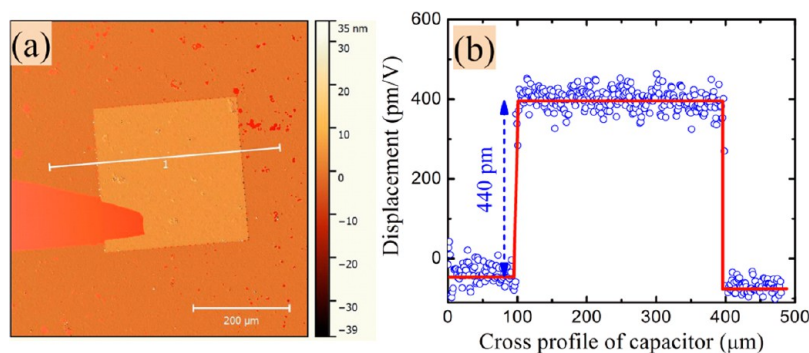 (a)
35 nm
30
20
10
0
−10
−20
−30
−39
1
200 μm
(b)
Displacement (pm/V)
600
400
200
0
440 pm
0 100 200 300 400 500
Cross profile of capacitor (μm)